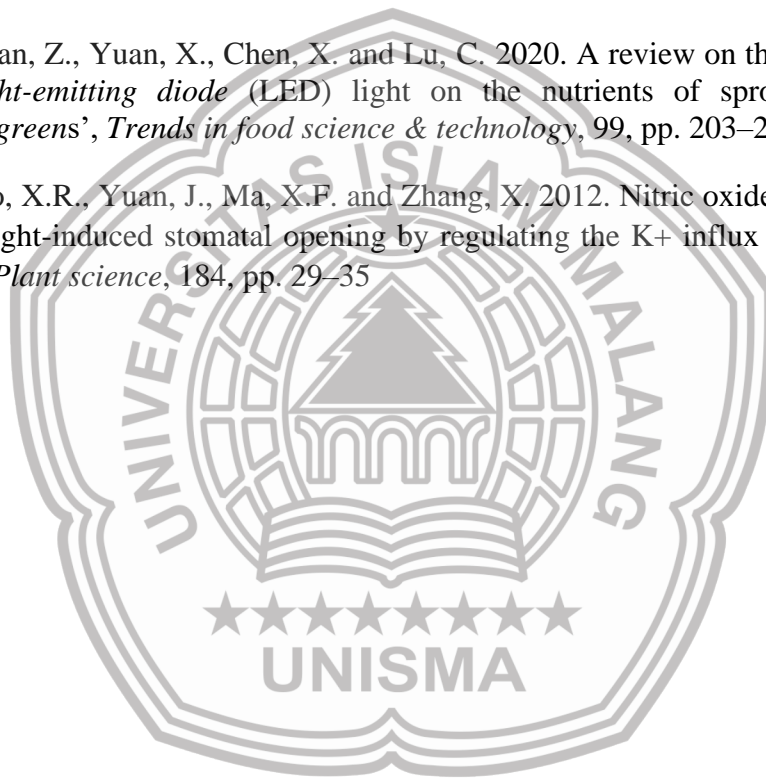 an, Z., Yuan, X., Chen, X. and Lu, C. 2020. A review on th
ht-emitting diode (LED) light on the nutrients of spro
greens', Trends in food science & technology, 99, pp. 203–2
, X.R., Yuan, J., Ma, X.F. and Zhang, X. 2012. Nitric oxide
ght-induced stomatal opening by regulating the K+ influx
Plant science, 184, pp. 29–35
UNIVERSITAS ISLAM MALANG
UNISMA